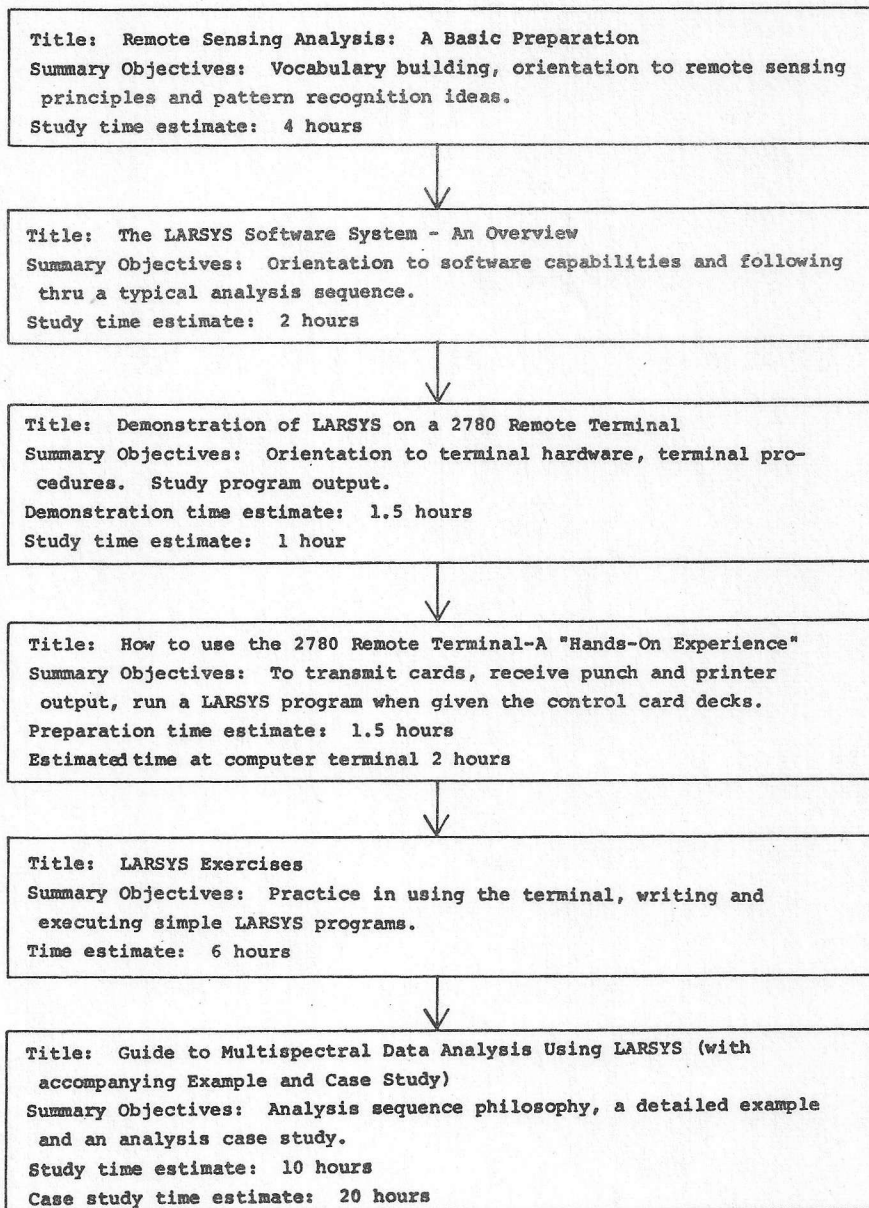 Title: Remote Sensing Analysis: A Basic Preparation
Summary Objectives: Vocabulary building, orientation to remote sensing
principles and pattern recognition ideas.
Study time estimate: 4 hours
Title: The LARSYS Software System - An Overview
Summary Objectives: Orientation to software capabilities and following
thru a typical analysis sequence.
Study time estimate: 2 hours
Title: Demonstration of LARSYS on a 2780 Remote Terminal
Summary Objectives: Orientation to terminal hardware, terminal pro-
cedures. Study program output.
Demonstration time estimate: 1.5 hours
Study time estimate: 1 hour
Title: How to use the 2780 Remote Terminal-A "Hands-On Experience"
Summary Objectives: To transmit cards, receive punch and printer
output, run a LARSYS program when given the control card decks.
Preparation time estimate: 1.5 hours
Estimated time at computer terminal 2 hours
Title: LARSYS Exercises
Summary Objectives: Practice in using the terminal, writing and
executing simple LARSYS programs.
Time estimate: 6 hours
Title: Guide to Multispectral Data Analysis Using LARSYS (with
accompanying Example and Case Study)
Summary Objectives: Analysis sequence philosophy, a detailed example
and an analysis case study.
Study time estimate: 10 hours
Case study time estimate: 20 hours